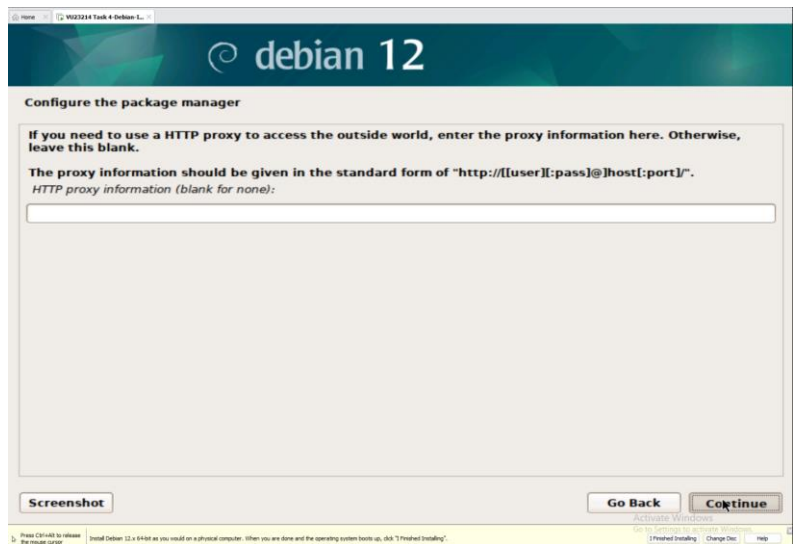 Home
VU23214 Task 4-Debian-1...
debian 12
Configure the package manager
If you need to use a HTTP proxy to access the outside world, enter the proxy information here. Otherwise,
leave this blank.
The proxy information should be given in the standard form of "http://[[user][:pass]@]host[:port]/".
HTTP proxy information (blank for none):
Screenshot
Go Back
Continue
Activate Windows
Go to Settings to activate Windows.
Press Ctrl+Alt to release
the mouse cursor
Install Debian 12.x 64-bit as you would on a physical computer. When you are done and the operating system boots up, click "I Finished Installing".
I Finished Installing
Change Disc
Help